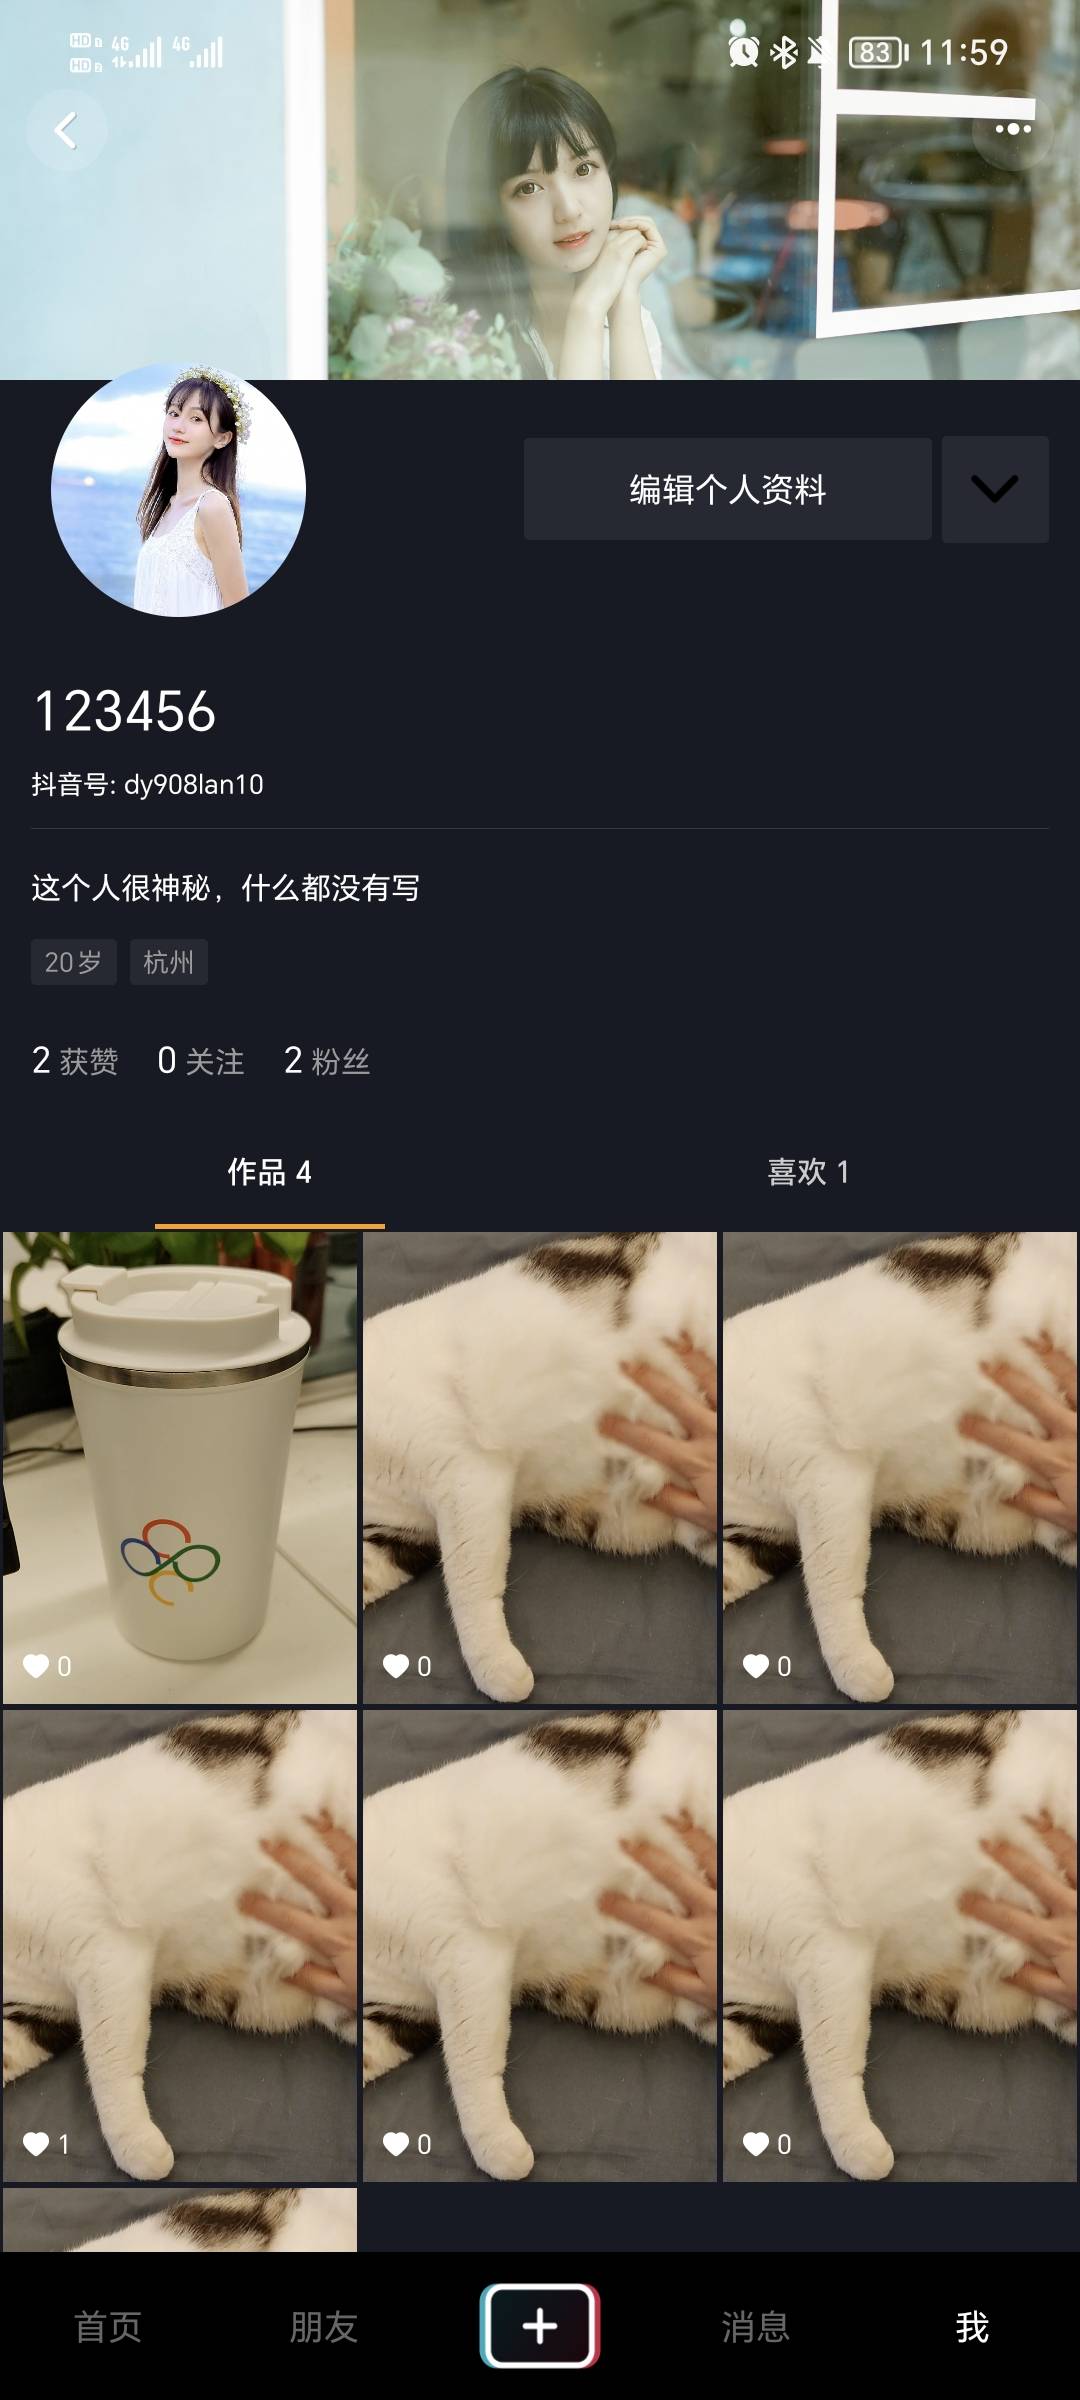 HD 1 4G 4G 83 11:59
HD 2
编辑个人资料
123456
抖音号: dy908lan10
这个人很神秘，什么都没有写
20岁 杭州
2 获赞 0 关注 2 粉丝
作品 4 喜欢 1
0 0 0
1 0 0
首页 朋友 消息 我